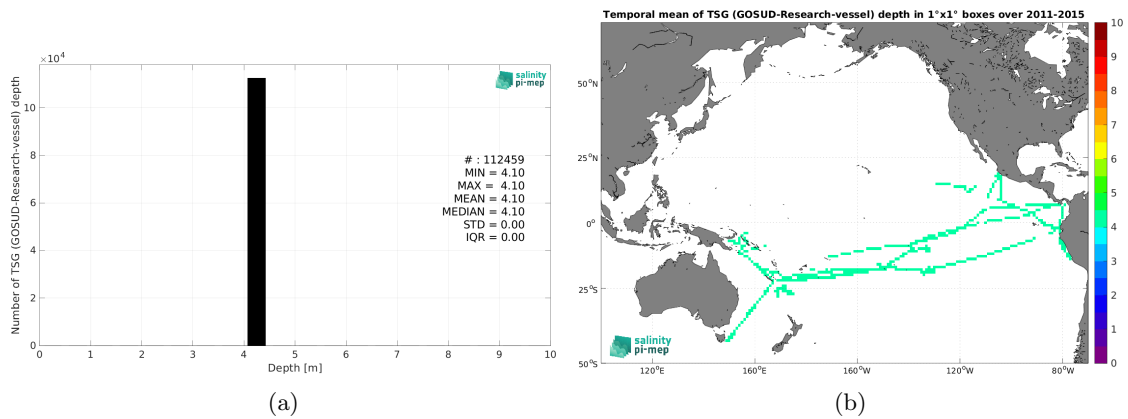 ×10⁴
Number of TSG (GOSUD-Research-vessel) depth
10
8
6
4
2
0
0 1 2 3 4 5 6 7 8 9 10
Depth [m]
salinity
pi-mep
# : 112459
MIN = 4.10
MAX = 4.10
MEAN = 4.10
MEDIAN = 4.10
STD = 0.00
IQR = 0.00
(a)
Temporal mean of TSG (GOSUD-Research-vessel) depth in 1°x1° boxes over 2011-2015
50°N
25°N
0°
25°S
50°S
120°E 160°E 160°W 120°W 80°W
salinity
pi-mep
10
9
8
7
6
5
4
3
2
1
0
(b)